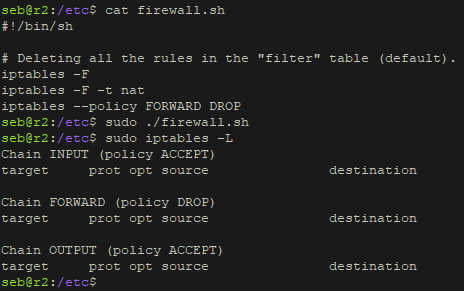 seb@r2:/etc$ cat firewall.sh
#!/bin/sh
# Deleting all the rules in the "filter" table (default).
iptables -F
iptables -F -t nat
iptables --policy FORWARD DROP
seb@r2:/etc$ sudo ./firewall.sh
seb@r2:/etc$ sudo iptables -L
Chain INPUT (policy ACCEPT)
target     prot opt source               destination
Chain FORWARD (policy DROP)
target     prot opt source               destination
Chain OUTPUT (policy ACCEPT)
target     prot opt source               destination
seb@r2:/etc$